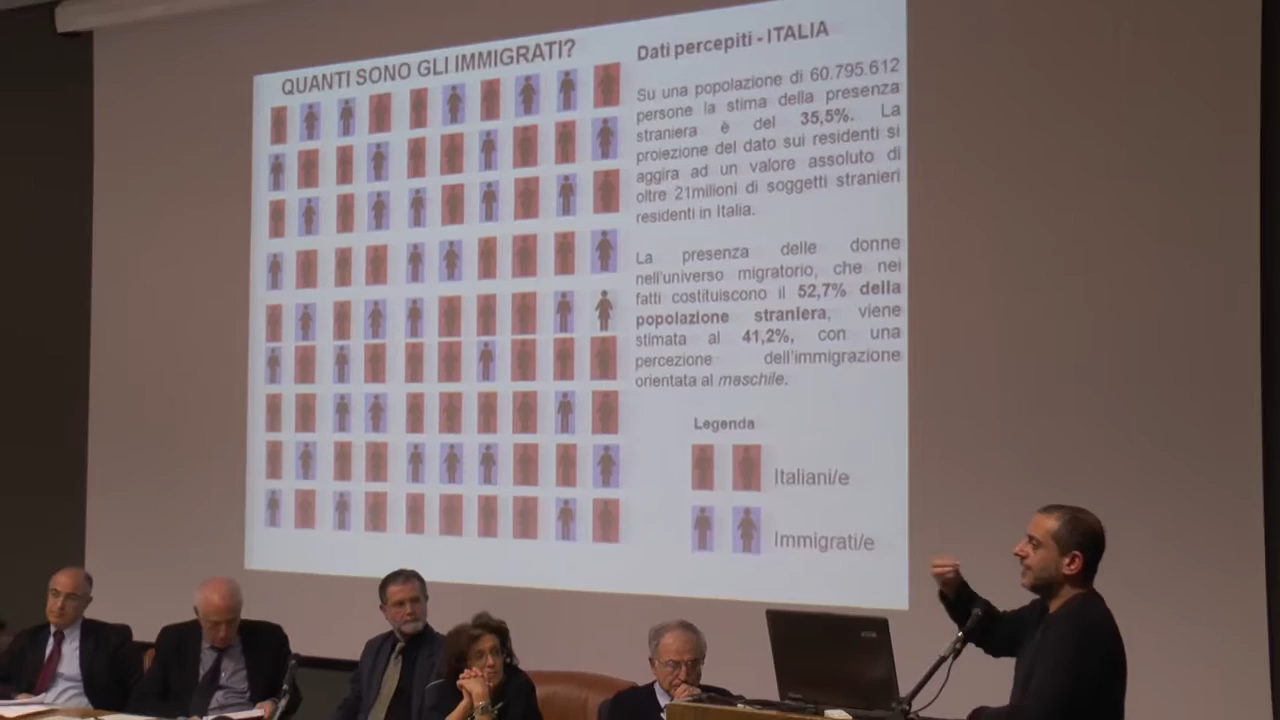 QUANTI SONO GLI IMMIGRATI?
Dati percepiti - ITALIA
Su una popolazione di 60.795.612
persone la stima della presenza
straniera è del 35,5%. La
proiezione del dato sui residenti si
aggira ad un valore assoluto di
oltre 21milioni di soggetti stranieri
residenti in Italia.
La presenza delle donne
nell'universo migratorio, che nei
fatti costituiscono il 52,7% della
popolazione straniera, viene
stimata al 41,2%, con una
percezione dell'immigrazione
orientata al maschile.
Legenda
Italiani/e
Immigrati/e